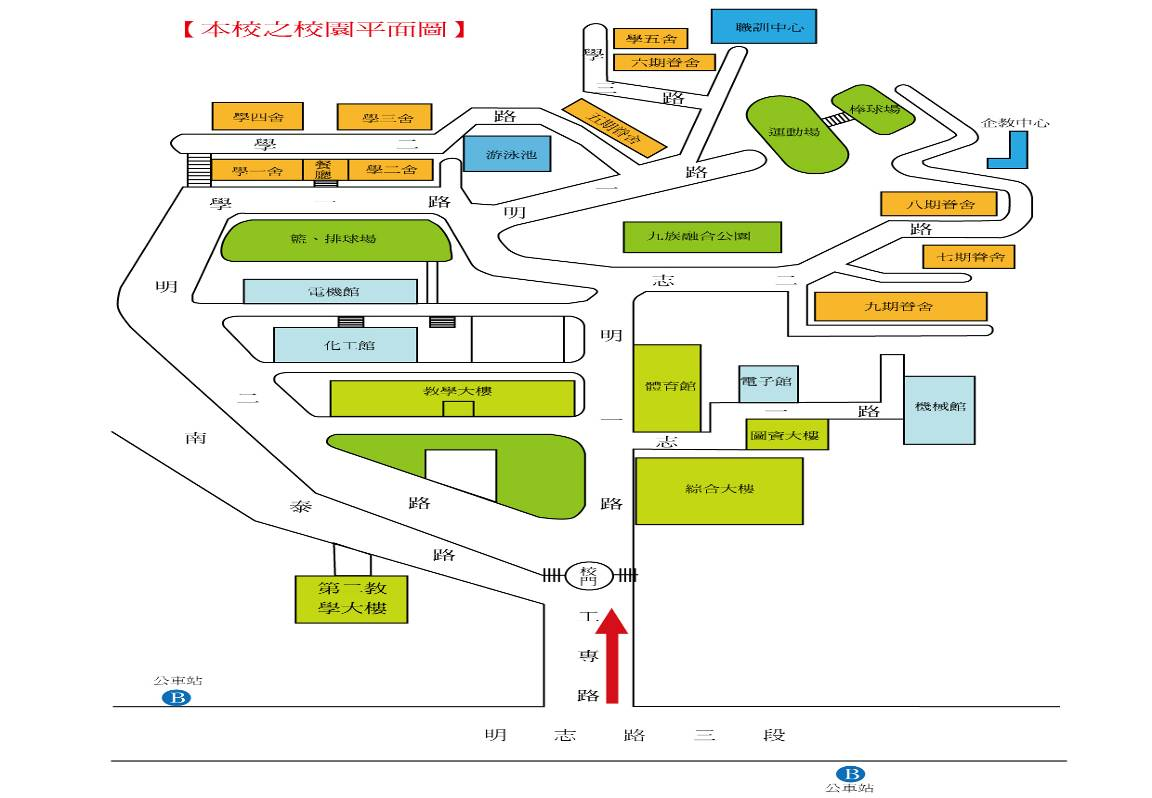 【本校之校園平面圖】
職訓中心
學五舍
六期眷舍
學三路
五期眷舍
運動場
棒球場
企教中心
學四舍
學三舍
學二路
游泳池
學一舍
餐廳
學二舍
學一路
明一路
八期眷舍
路
籃、排球場
九族融合公園
七期眷舍
志二
電機館
九期眷舍
明二路
化工館
明一路
教學大樓
體育館
電子館
機械館
志一路
圖資大樓
綜合大樓
南泰路
校門
第二教
學大樓
工專路
公車站
B
明志路三段
B
公車站